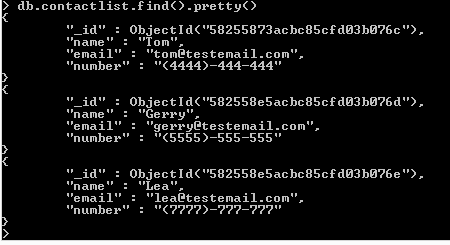 > db.contactlist.find().pretty()
{
"_id" : ObjectId("58255873acbc85cfd03b076c"),
"name" : "Tom",
"email" : "tom@testemail.com",
"number" : "(4444)-444-444"
}
{
"_id" : ObjectId("582558e5acbc85cfd03b076d"),
"name" : "Gerry",
"email" : "gerry@testemail.com",
"number" : "(5555)-555-555"
}
{
"_id" : ObjectId("582558e5acbc85cfd03b076e"),
"name" : "Lea",
"email" : "lea@testemail.com",
"number" : "(7777)-777-777"
}
>